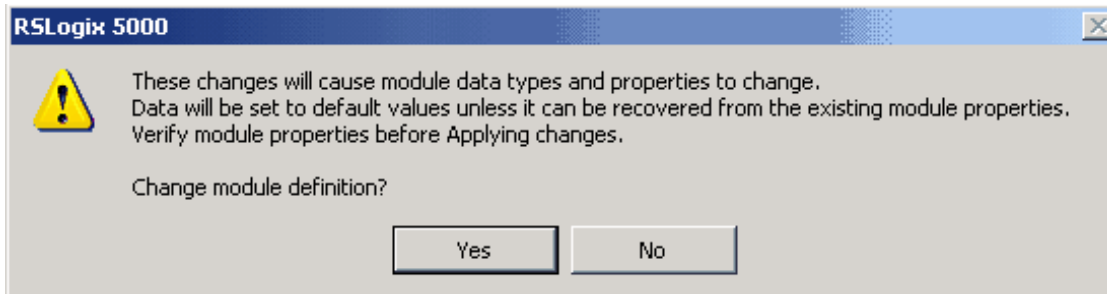 RSLogix 5000
These changes will cause module data types and properties to change.
Data will be set to default values unless it can be recovered from the existing module properties.
Verify module properties before Applying changes.
Change module definition?
Yes No